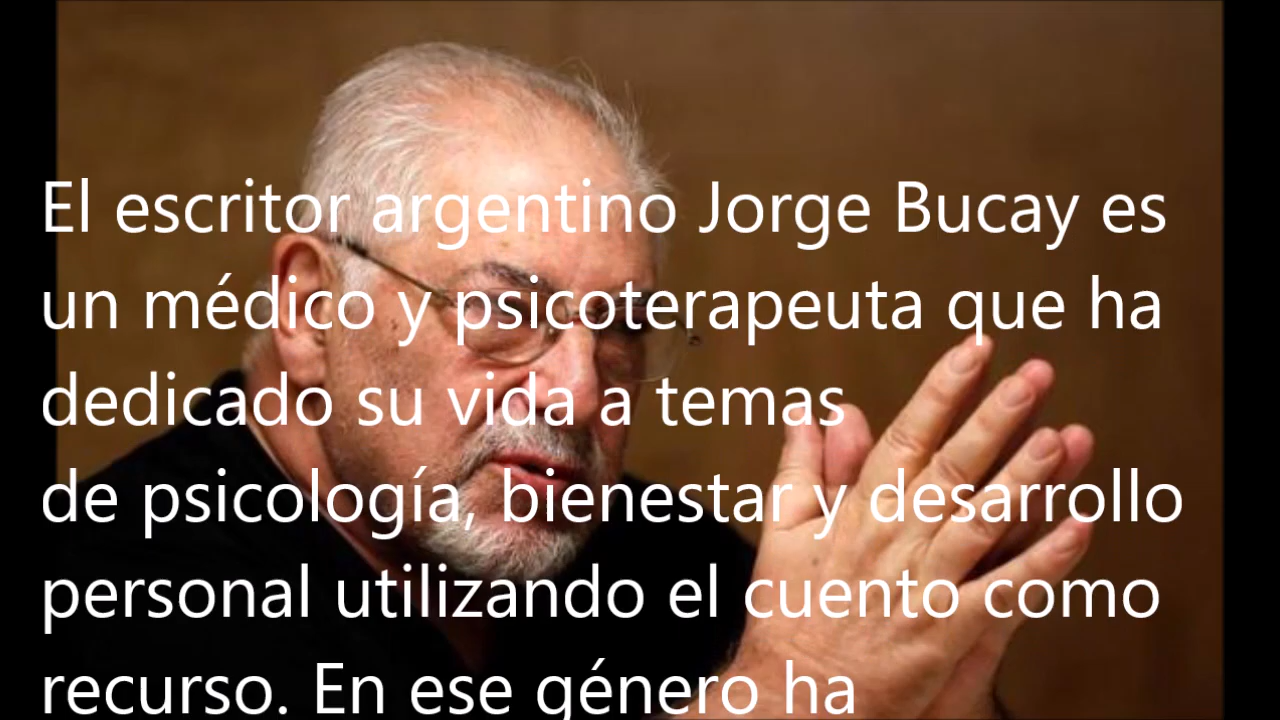 El escritor argentino Jorge Bucay es
un médico y psicoterapeuta que ha
dedicado su vida a temas
de psicología, bienestar y desarrollo
personal utilizando el cuento como
recurso. En ese género ha